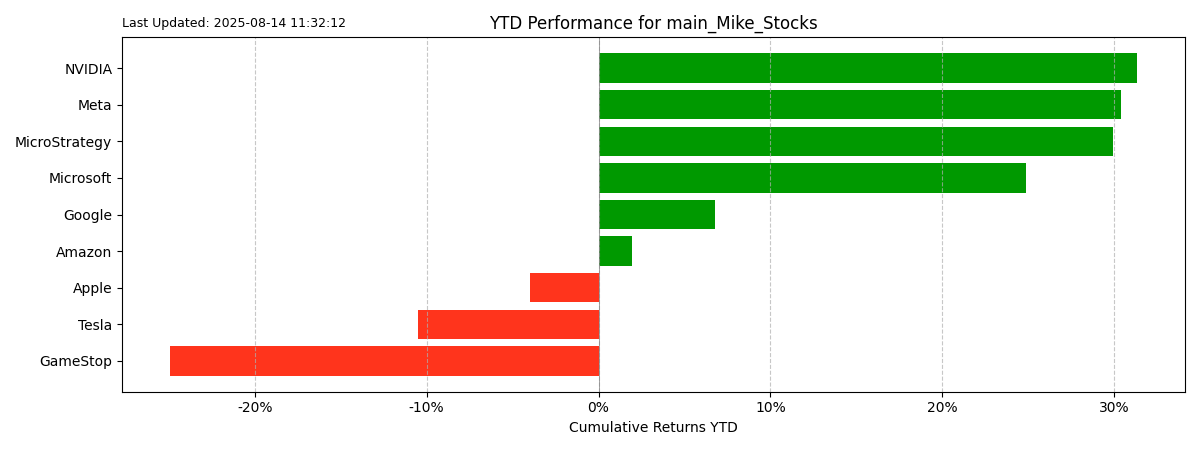 Last Updated: 2025-08-14 11:32:12
YTD Performance for main_Mike_Stocks
NVIDIA
Meta
MicroStrategy
Microsoft
Google
Amazon
Apple
Tesla
GameStop
-20% -10% 0% 10% 20% 30%
Cumulative Returns YTD